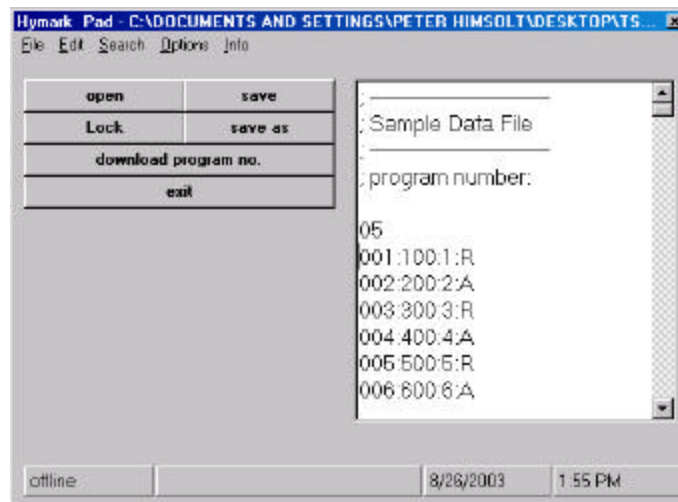 Hymark Pad - C:\DOCUMENTS AND SETTINGS\PETER HIMSOLT\DESKTOP\TS...
File Edit Search Options Info
open save
Lock save as
download program no.
exit
; 
; Sample Data File
; 
; program number:
05
001:100:1:R
002:200:2:A
003:300:3:R
004:400:4:A
005:500:5:R
006:600:6:A
offline 8/26/2003 1:55 PM